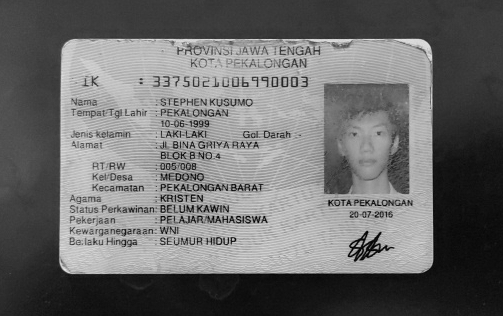 PROVINSI JAWA TENGAH
KOTA PEKALONGAN
IK : 3375021006990003
Nama : STEPHEN KUSUMO
Tempat/Tgl Lahir : PEKALONGAN
10-06-1999
Jenis kelamin : LAKI-LAKI Gol. Darah :-
Alamat : JL BINA GRIYA RAYA
BLOK B NO.4
RT/RW : 005/008
Kel/Desa : MEDONO
Kecamatan : PEKALONGAN BARAT
Agama : KRISTEN
Status Perkawinan: BELUM KAWIN
Pekerjaan : PELAJAR/MAHASISWA
Kewarganegaraan: WNI
Berlaku Hingga : SEUMUR HIDUP
KOTA PEKALONGAN
20-07-2016